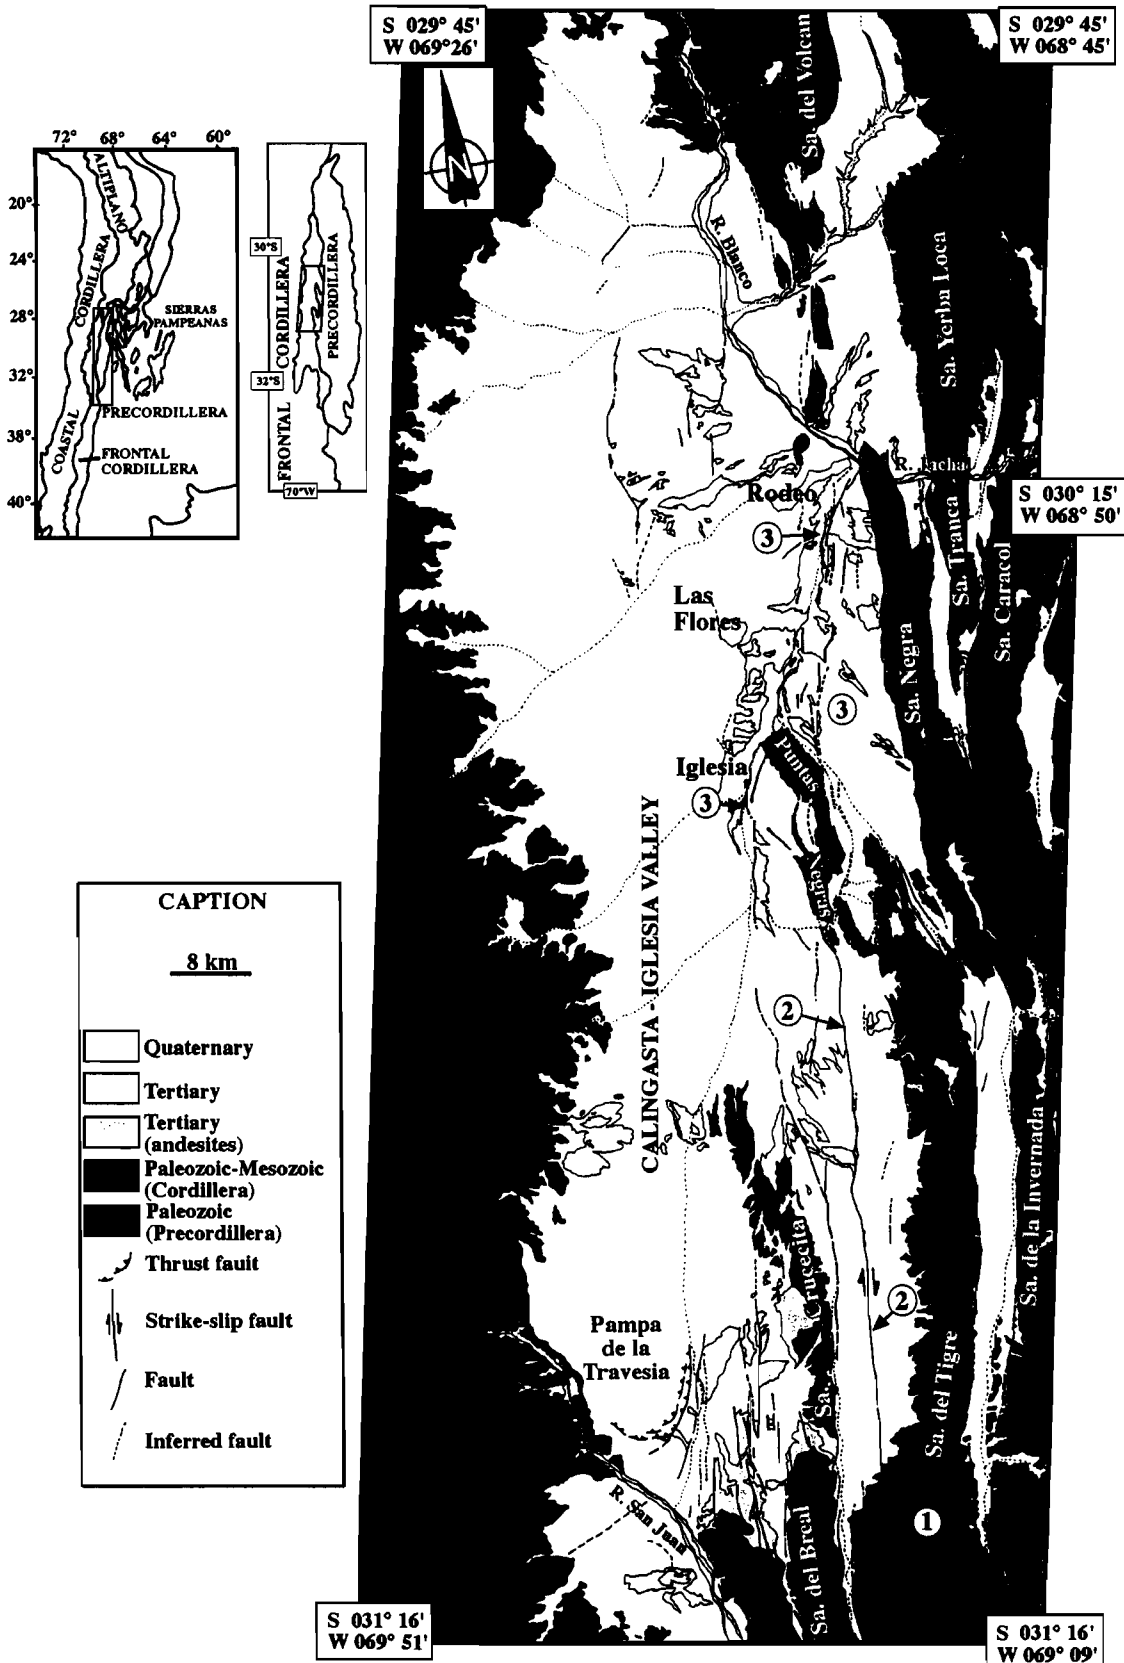 S 029° 45'
W 069°26'
S 029° 45'
W 068° 45'
N
72° 68° 64° 60°
20°
24°
28°
32°
38°
40°
ALTIPLANO
CORDILLERA
SIERRAS
PAMPEANAS
PRECORDILLERA
COASTAL
FRONTAL
CORDILLERA
30°S
32°S
70°W
FRONTAL CORDILLERA
PRECORDILLERA
Sa. del Volcan
R. Blanco
Sa. Yerba Loca
R. Jachal
Rodeo
S 030° 15'
W 068° 50'
3
Las
Flores
Sa. Tranca
Sa. Caracol
Sa. Negra
3
Iglesia
Puntas
Negras
3
CALINGASTA - IGLESIA VALLEY
2
Sa. de la Invernada
Sa. Crucecita
2
Pampa
de la
Travesia
Sa. del Tigre
R. San Juan
1
Sa. del Breal
CAPTION
8 km
Quaternary
Tertiary
Tertiary
(andesites)
Paleozoic-Mesozoic
(Cordillera)
Paleozoic
(Precordillera)
Thrust fauit
Strike-slip fault
Fault
Inferred fault
S 031° 16'
W 069° 51'
S 031° 16'
W 069° 09'